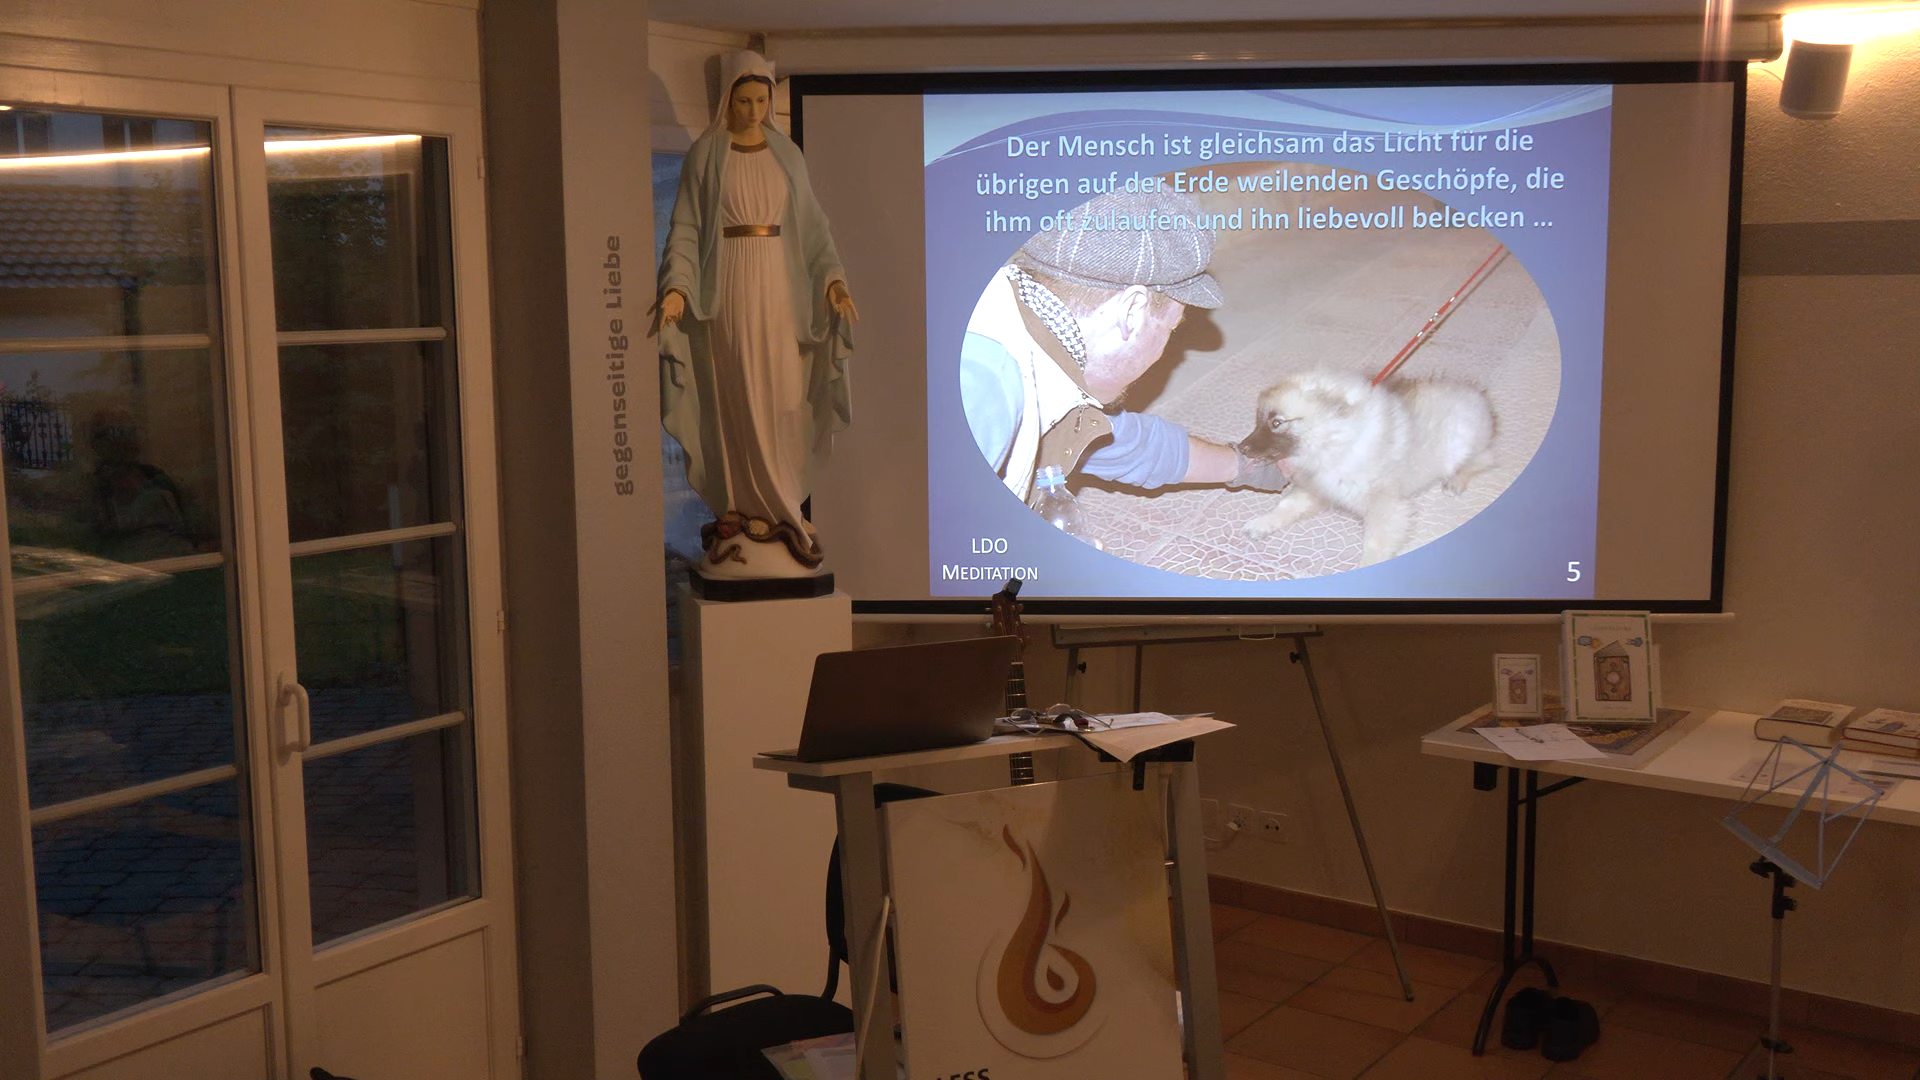 gegenseitige Liebe
Der Mensch ist gleichsam das Licht für die
übrigen auf der Erde weilenden Geschöpfe, die
ihm oft zulaufen und ihn liebevoll belecken ...
LDO
MEDITATION
5